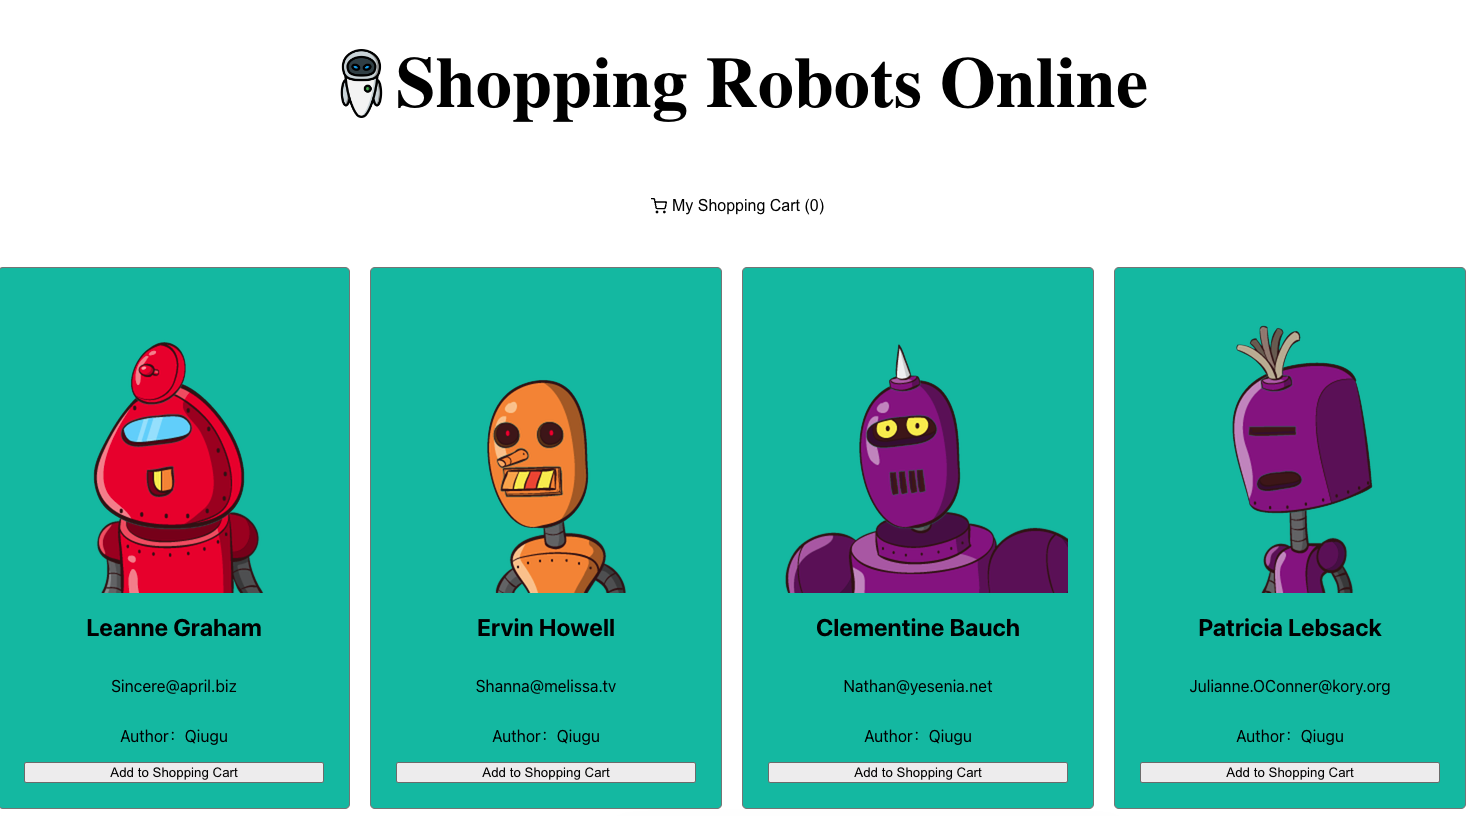 Shopping Robots Online
My Shopping Cart (0)
Leanne Graham
Sincere@april.biz
Author：Qiugu
Add to Shopping Cart
Ervin Howell
Shanna@melissa.tv
Author：Qiugu
Add to Shopping Cart
Clementine Bauch
Nathan@yesenia.net
Author：Qiugu
Add to Shopping Cart
Patricia Lebsack
Julianne.OConner@kory.org
Author：Qiugu
Add to Shopping Cart